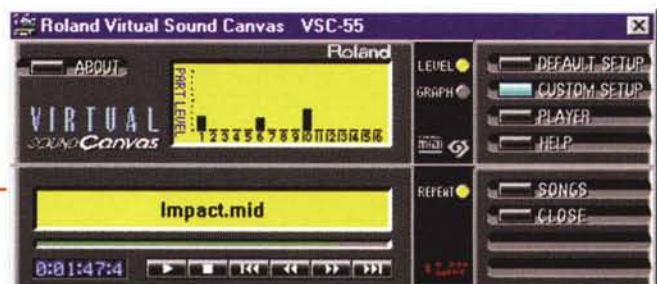 Roland Virtual Sound Canvas VSC-55
ABOUT
Roland
VIRTUAL
SOUND Canvas
PART LEVEL
1 2 3 4 5 6 7 8 9 10 11 12 13 14 15 16
LEVEL
GRAPH
MIDI
DEFAULT SETUP
CUSTOM SETUP
PLAYER
HELP
Impact.mid
0:01:47:4
REPEAT
SONGS
CLOSE